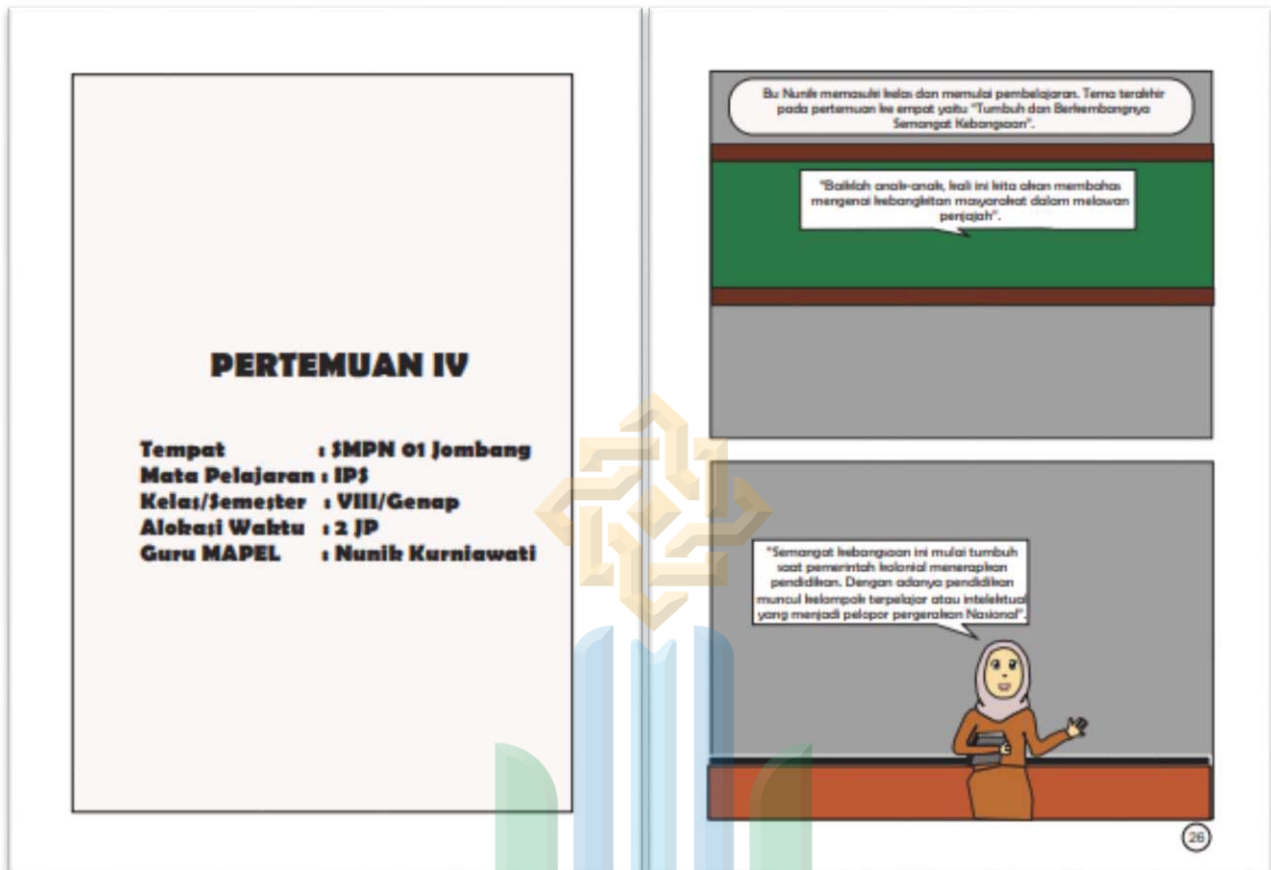 PERTEMUAN IV
Tempat : SMPN 01 Jombang
Mata Pelajaran : IPS
Kelas/Semester : VIII/Genap
Alokasi Waktu : 2 JP
Guru MAPEL : Nunik Kurniawati
Bu Nunik memasuki kelas dan memulai pembelajaran. Tema terakhir
pada pertemuan ke empat yaitu "Tumbuh dan Berkembangnya
Semangat Kebangsaan".
"Baiklah anak-anak, kali ini kita akan membahas
mengenai kebangkitan masyarakat dalam melawan
penjajah".
"Semangat kebangsaan ini mulai tumbuh
saat pemerintah kolonial menerapkan
pendidikan. Dengan adanya pendidikan
muncul kelompok terpelajar atau intelektual
yang menjadi pelopor pergerakan Nasional".
26